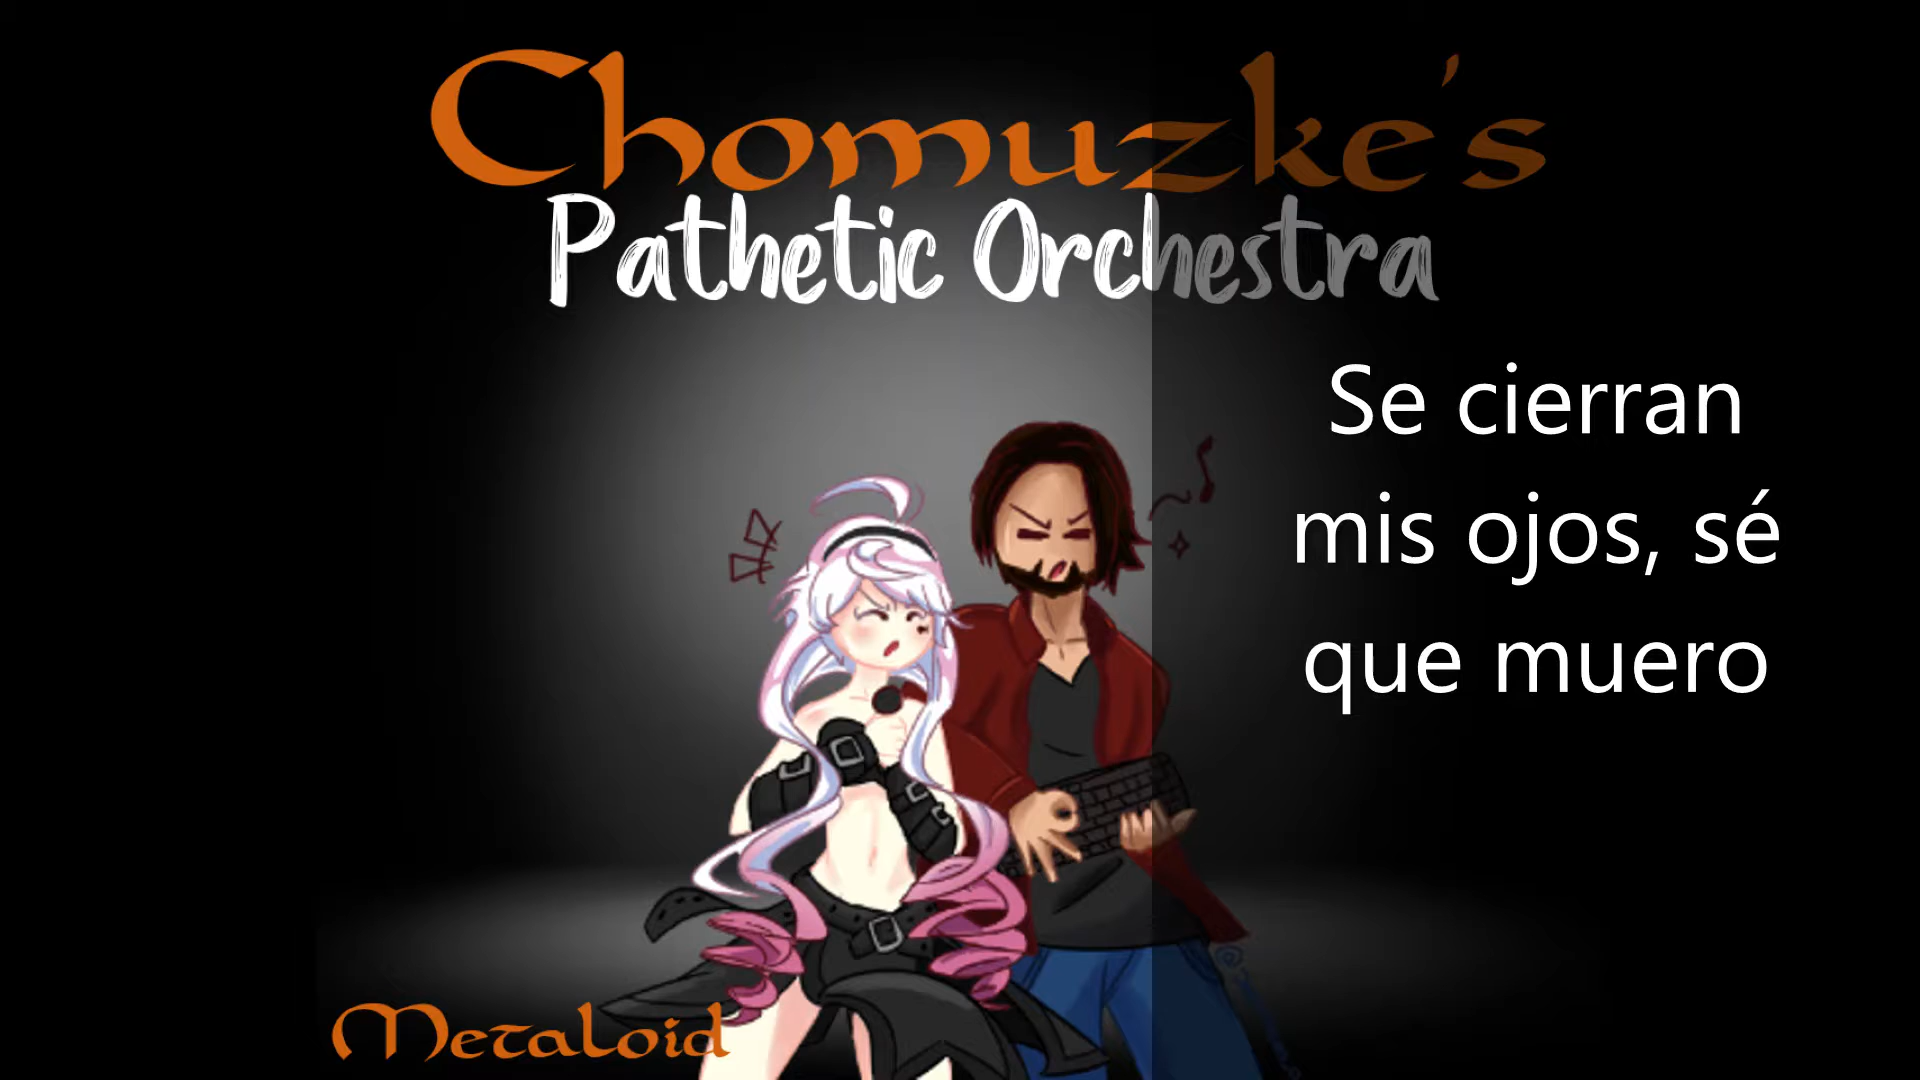 Chomuzke's
Pathetic Orchestra
Se cierran
mis ojos, sé
que muero
Metaloid